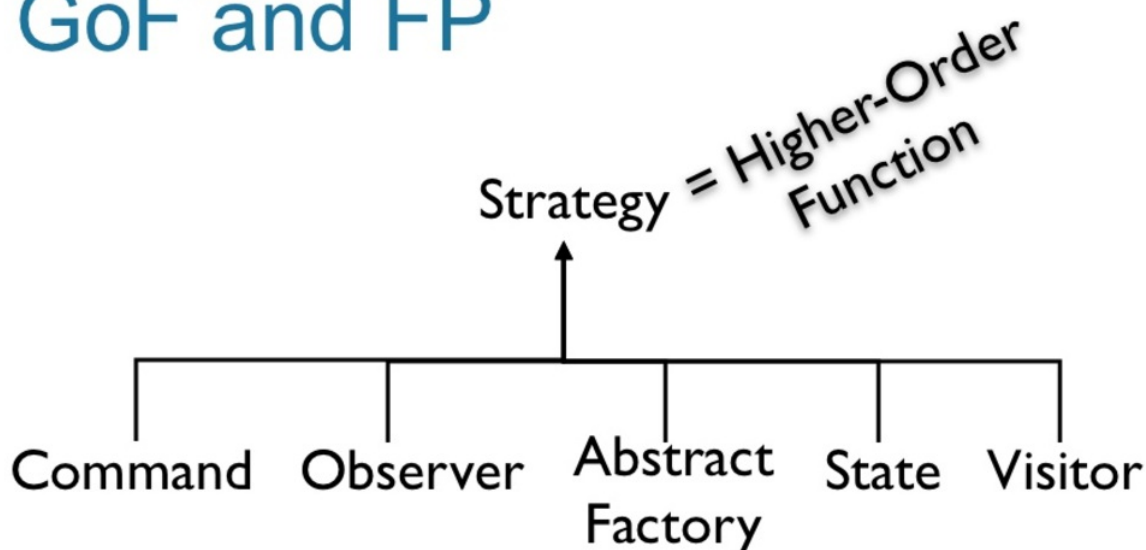 GoF and FP
= Higher-Order
Function
Strategy
Command
Observer
Abstract
Factory
State
Visitor